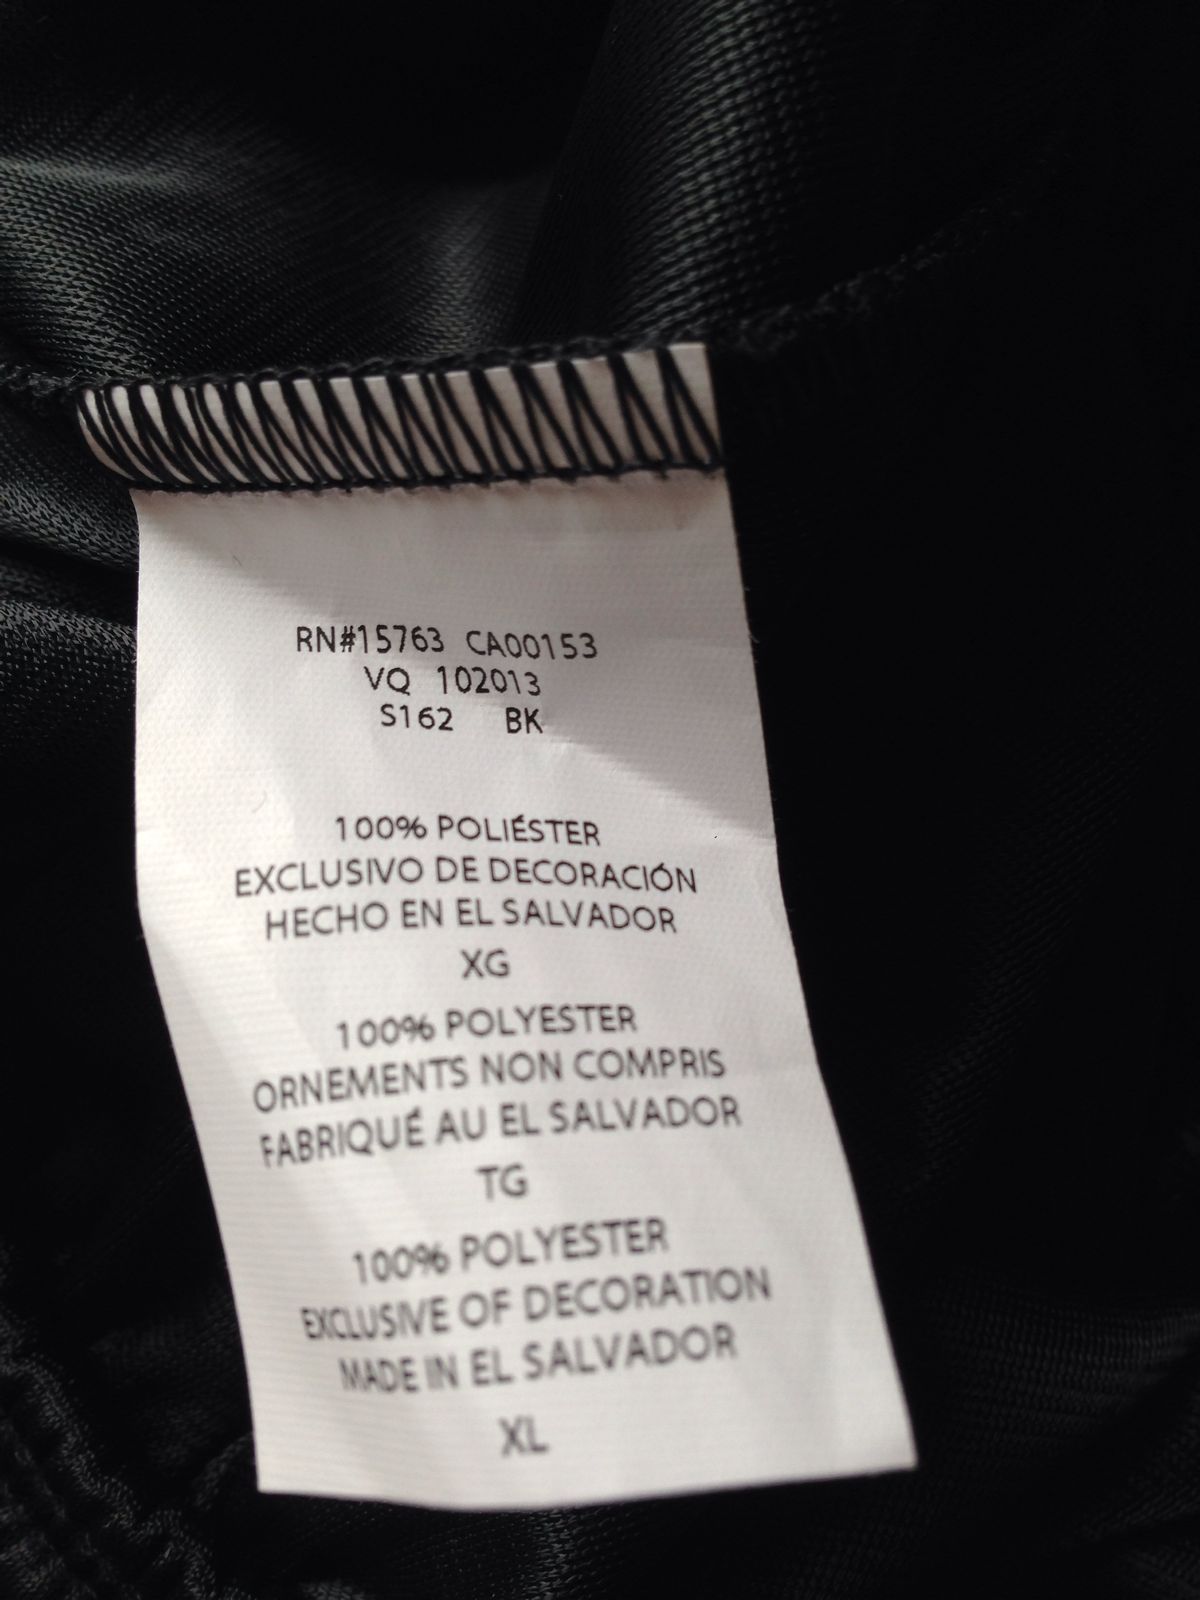 RN#15763 CA00153
VQ 102013
S162 BK
100% POLIÉSTER
EXCLUSIVO DE DECORACIÓN
HECHO EN EL SALVADOR
XG
100% POLYESTER
ORNEMENTS NON COMPRIS
FABRIQUÉ AU EL SALVADOR
TG
100% POLYESTER
EXCLUSIVE OF DECORATION
MADE IN EL SALVADOR
XL